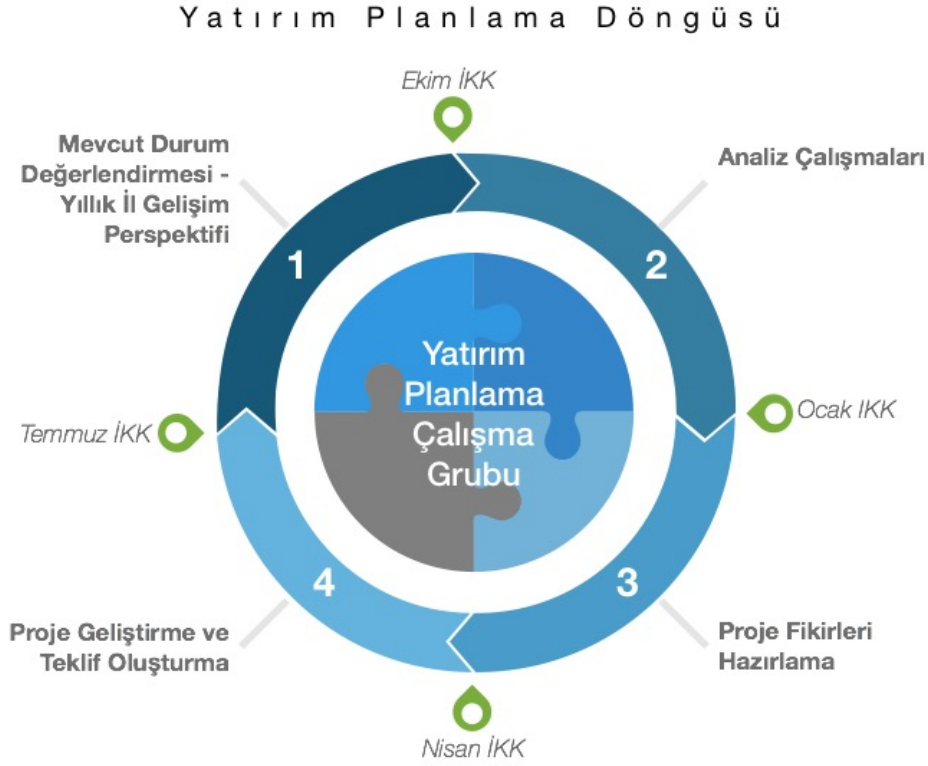 Yatırım Planlama Döngüsü
Ekim İKK
Mevcut Durum
Değerlendirmesi -
Yıllık İl Gelişim
Perspektifi
Analiz Çalışmaları
1
2
Yatırım
Planlama
Çalışma
Grubu
Temmuz İKK
Ocak IKK
4
3
Proje Geliştirme ve
Teklif Oluşturma
Proje Fikirleri
Hazırlama
Nisan İKK